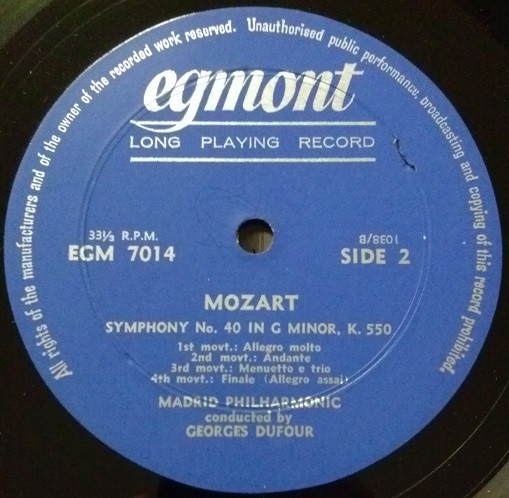 All rights of the manufacturers and of the owner of the recorded work reserved. Unauthorised public performance, broadcasting and copying of this record prohibited.
egmont
LONG PLAYING RECORD
33⅓ R.P.M.
1038/B
EGM 7014
SIDE 2
MOZART
SYMPHONY No. 40 IN G MINOR, K. 550
1st movt.: Allegro molto
2nd movt.: Andante
3rd movt.: Menuetto e trio
4th movt.: Finale (Allegro assai)
MADRID PHILHARMONIC
conducted by
GEORGES DUFOUR